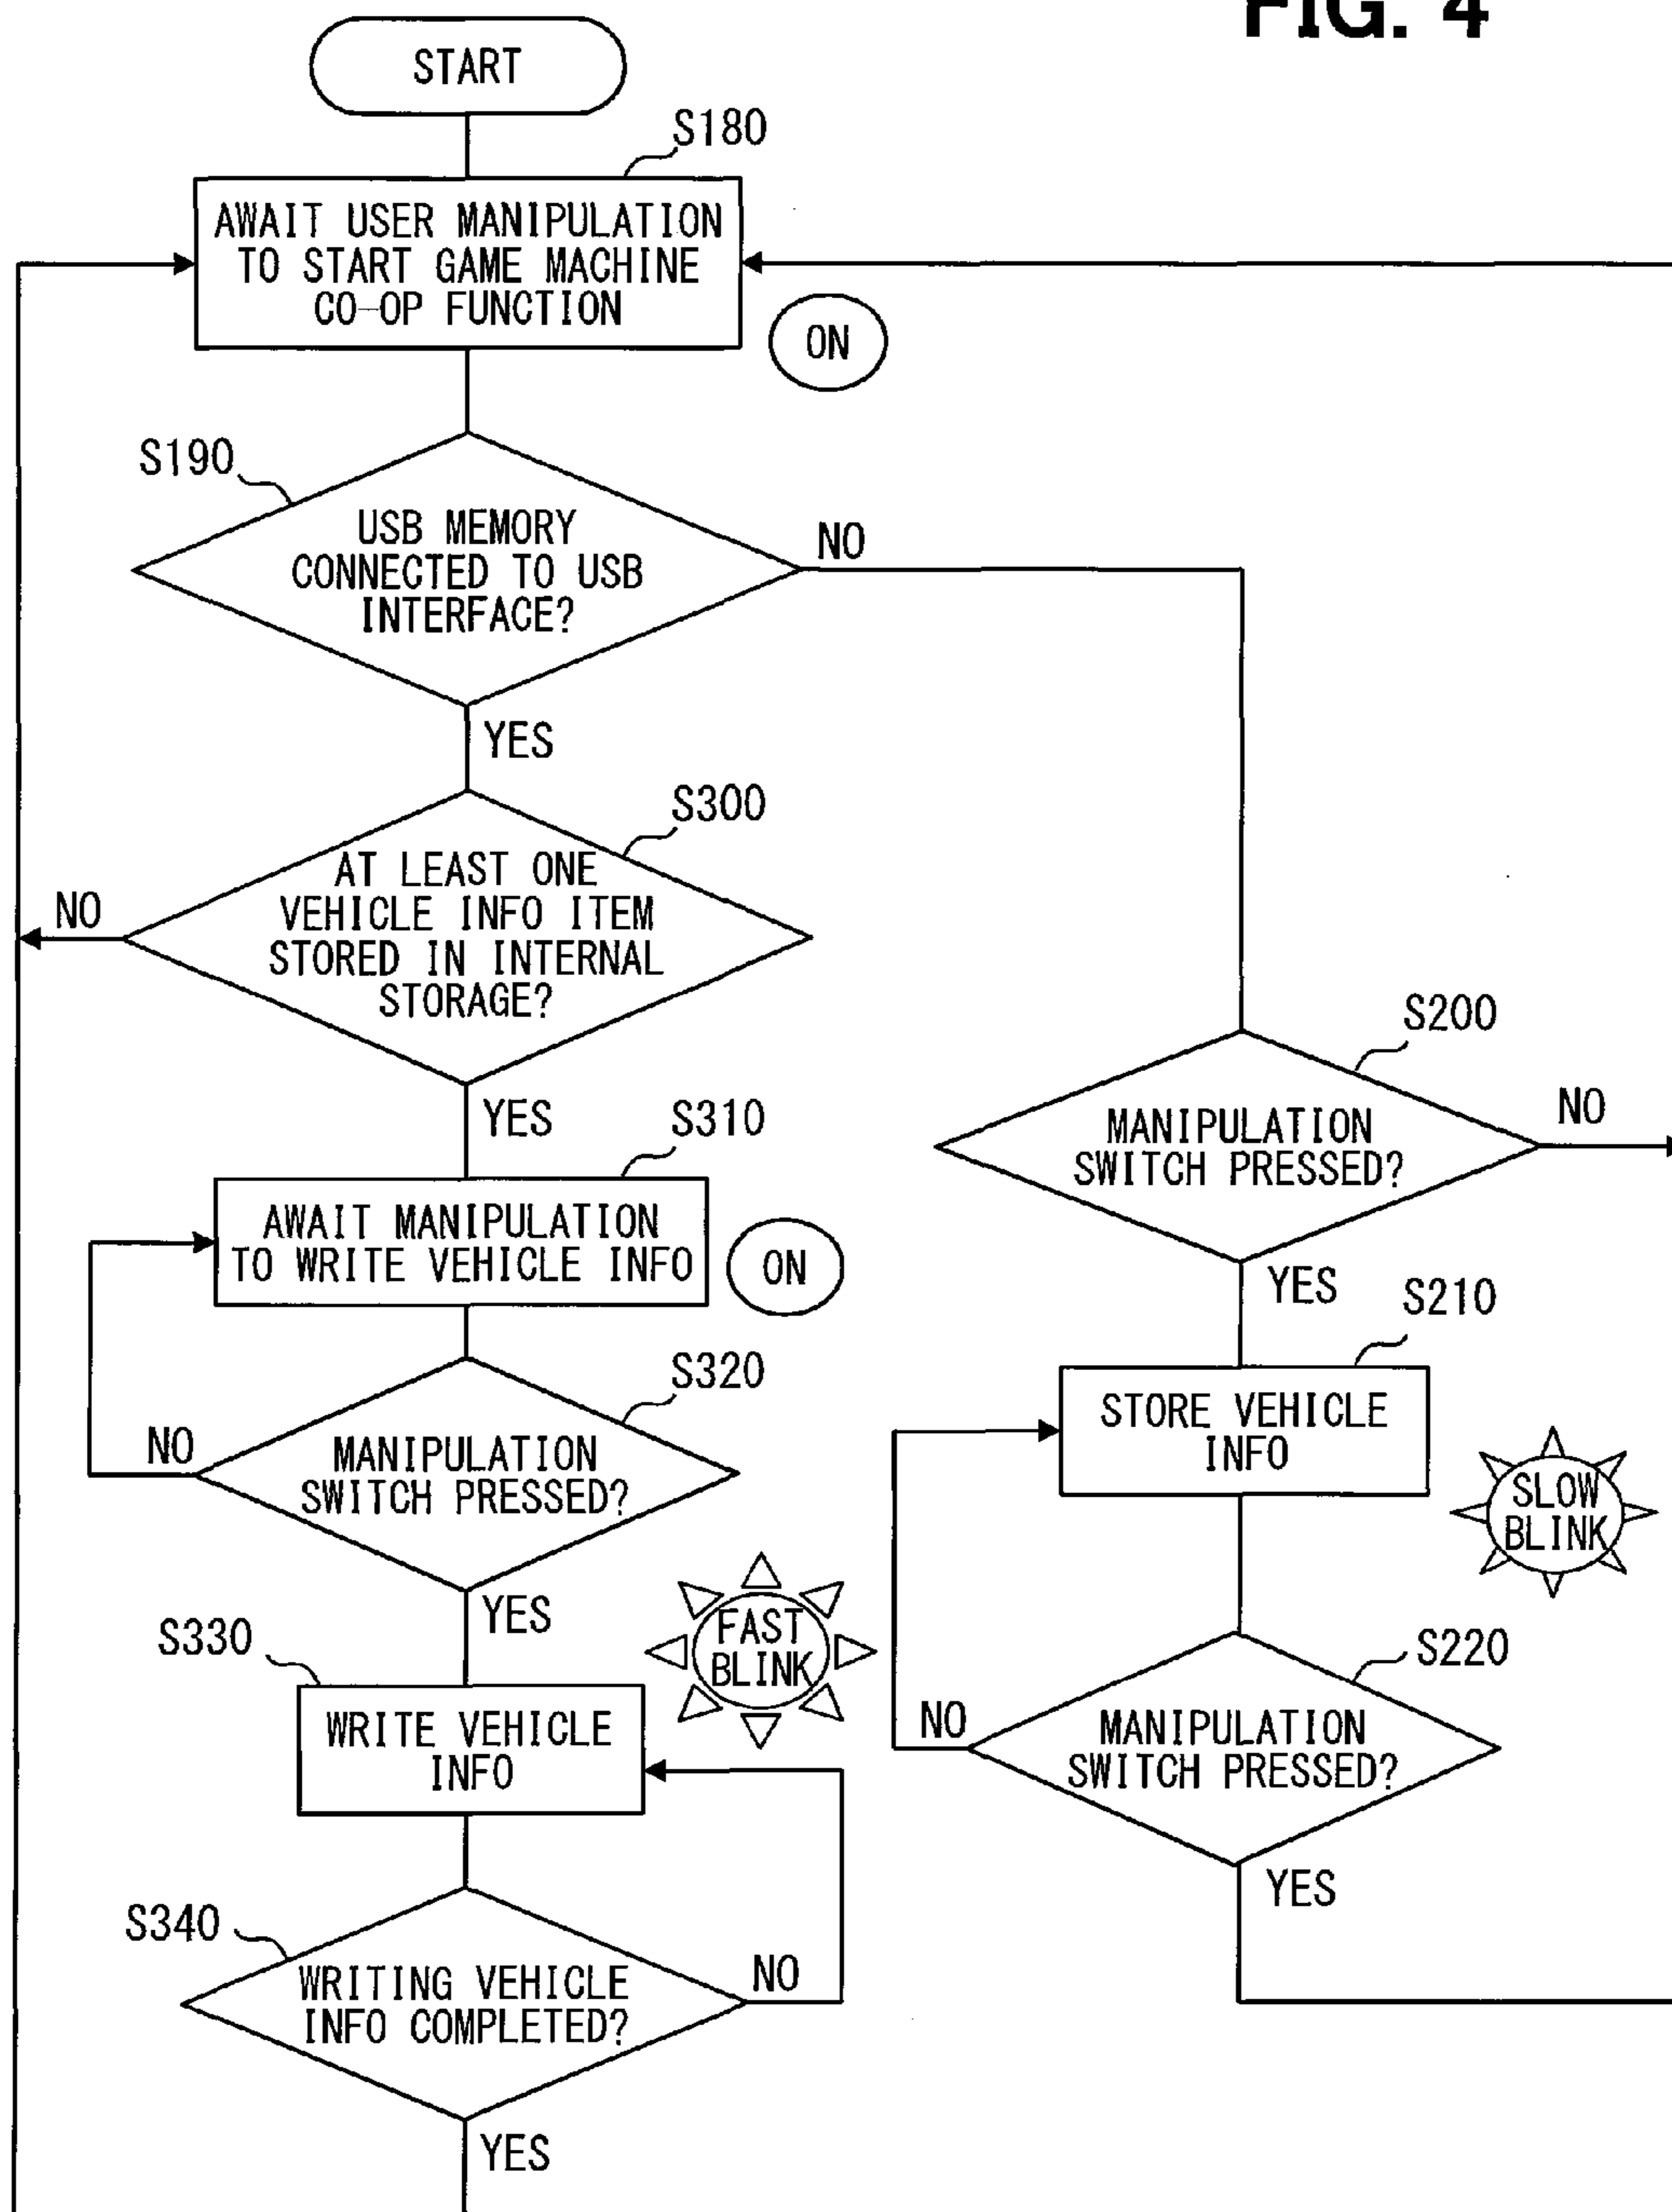 FIG. 4
START
S180
AWAIT USER MANIPULATION
TO START GAME MACHINE
CO-OP FUNCTION
ON
S190
USB MEMORY
CONNECTED TO USB
INTERFACE?
NO
YES
S300
AT LEAST ONE
VEHICLE INFO ITEM
STORED IN INTERNAL
STORAGE?
NO
YES
S310
AWAIT MANIPULATION
TO WRITE VEHICLE INFO
ON
S320
MANIPULATION
SWITCH PRESSED?
NO
YES
FAST
BLINK
S330
WRITE VEHICLE
INFO
S340
WRITING VEHICLE
INFO COMPLETED?
NO
YES
S200
MANIPULATION
SWITCH PRESSED?
NO
YES
S210
STORE VEHICLE
INFO
SLOW
BLINK
S220
MANIPULATION
SWITCH PRESSED?
NO
YES